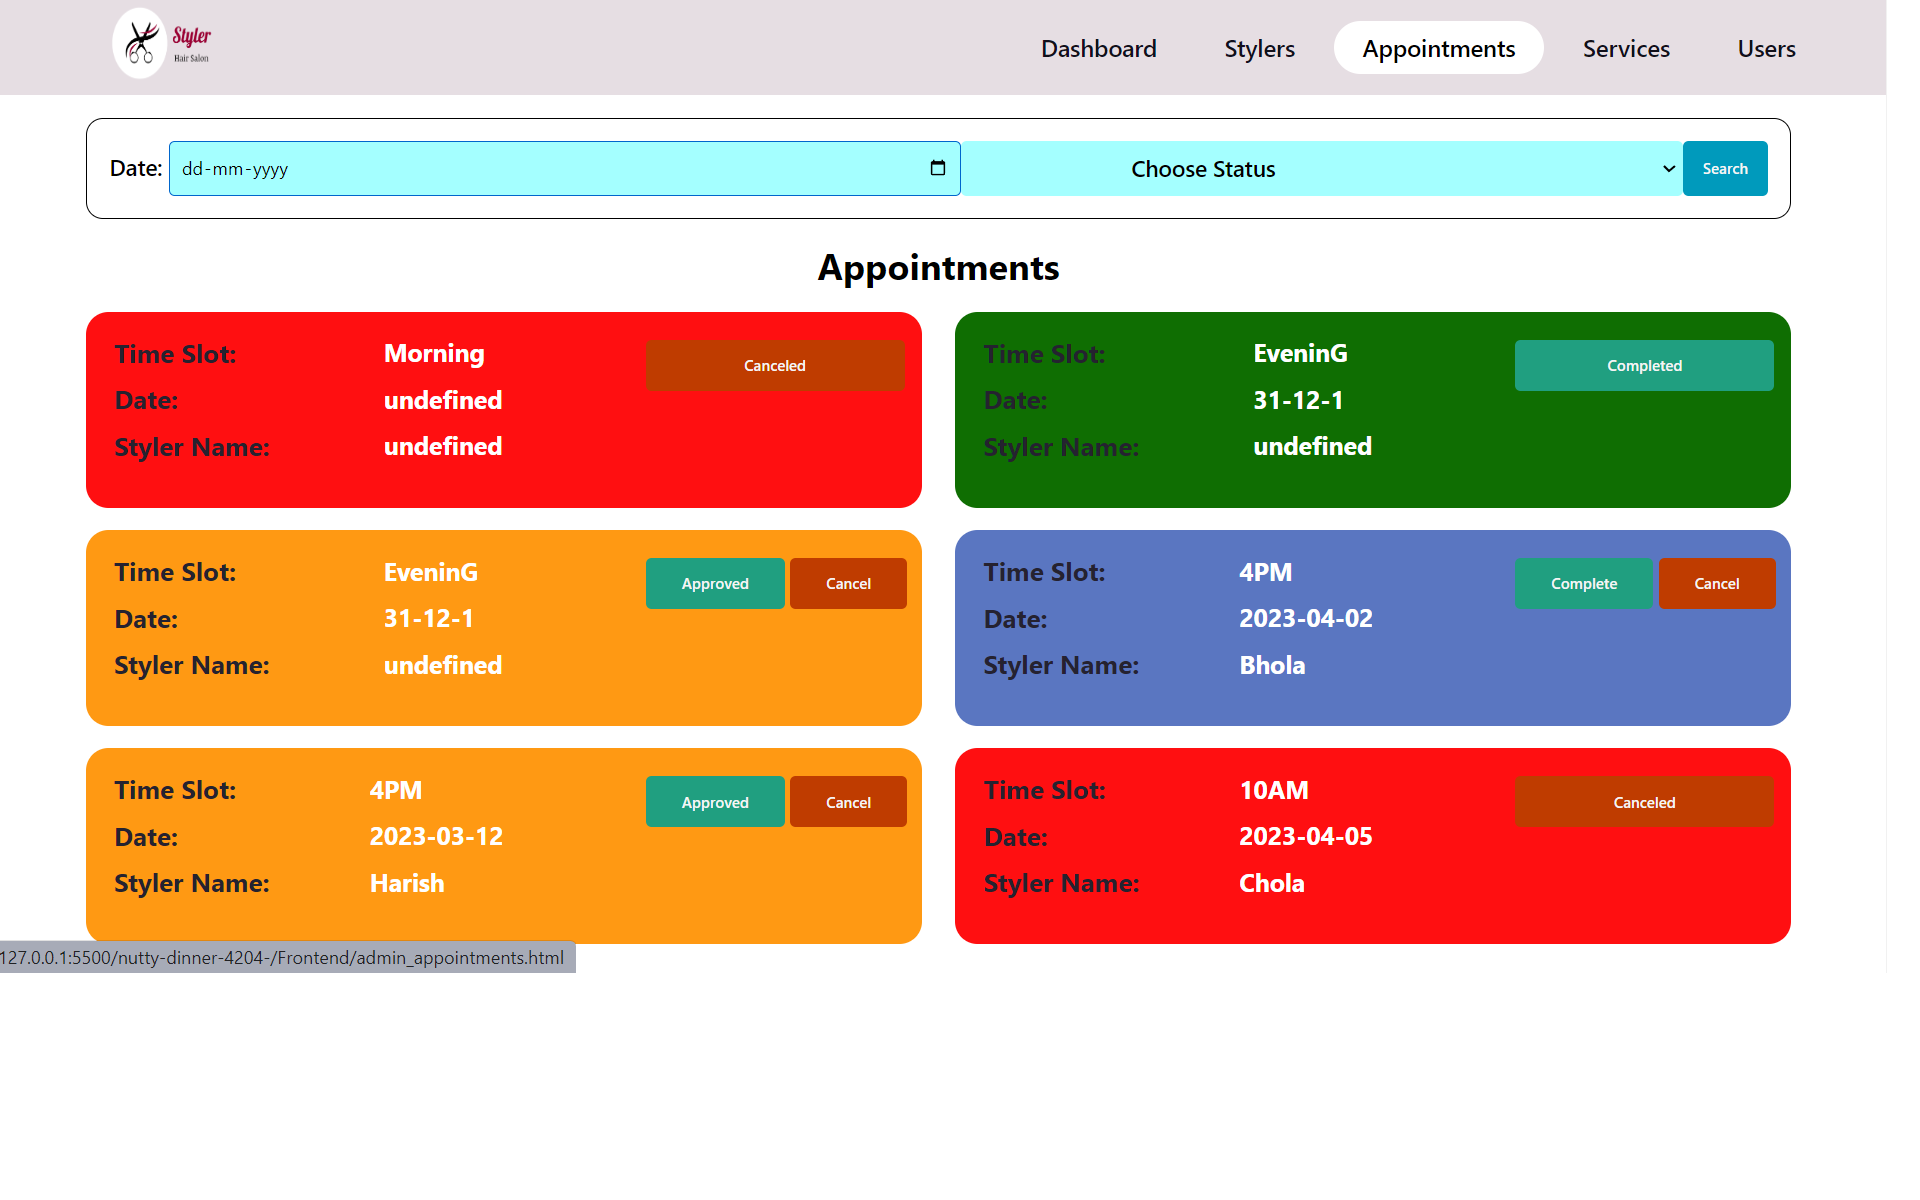 Styler
Hair Salon
Dashboard Stylers Appointments Services Users
Date: dd-mm-yyyy Choose Status Search
Appointments
Time Slot: Morning Canceled
Date: undefined
Styler Name: undefined
Time Slot: EveninG Completed
Date: 31-12-1
Styler Name: undefined
Time Slot: EveninG Approved Cancel
Date: 31-12-1
Styler Name: undefined
Time Slot: 4PM Complete Cancel
Date: 2023-04-02
Styler Name: Bhola
Time Slot: 4PM Approved Cancel
Date: 2023-03-12
Styler Name: Harish
Time Slot: 10AM Canceled
Date: 2023-04-05
Styler Name: Chola
127.0.0.1:5500/nutty-dinner-4204-/Frontend/admin_appointments.html